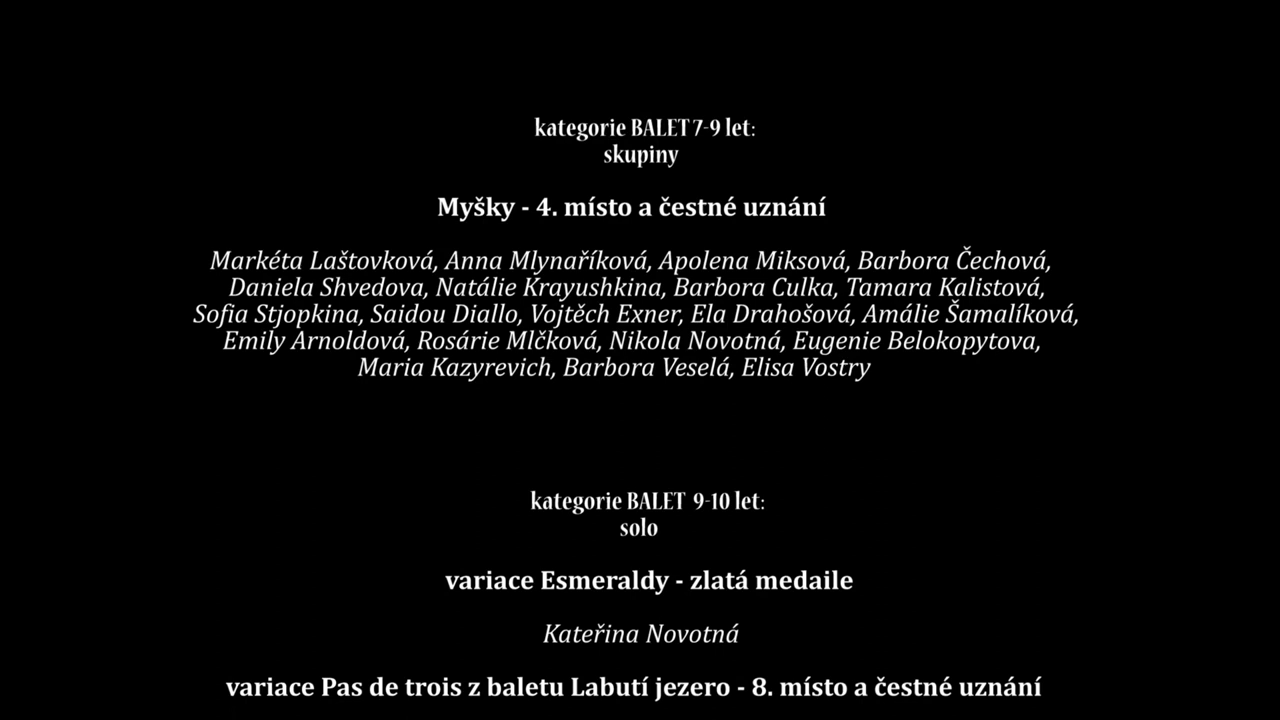 kategorie BALET 7-9 let:
skupiny
Myšky - 4. místo a čestné uznání
Markéta Laštovková, Anna Mlynaříková, Apolena Miksová, Barbora Čechová,
Daniela Shvedova, Natálie Krayushkina, Barbora Culka, Tamara Kalistová,
Sofia Stjopkina, Saidou Diallo, Vojtěch Exner, Ela Drahošová, Amálie Šamalíková,
Emily Arnoldová, Rosárie Mlčková, Nikola Novotná, Eugenie Belokopytova,
Maria Kazyrevich, Barbora Veselá, Elisa Vostry
kategorie BALET 9-10 let:
solo
variace Esmeraldy - zlatá medaile
Kateřina Novotná
variace Pas de trois z baletu Labutí jezero - 8. místo a čestné uznání